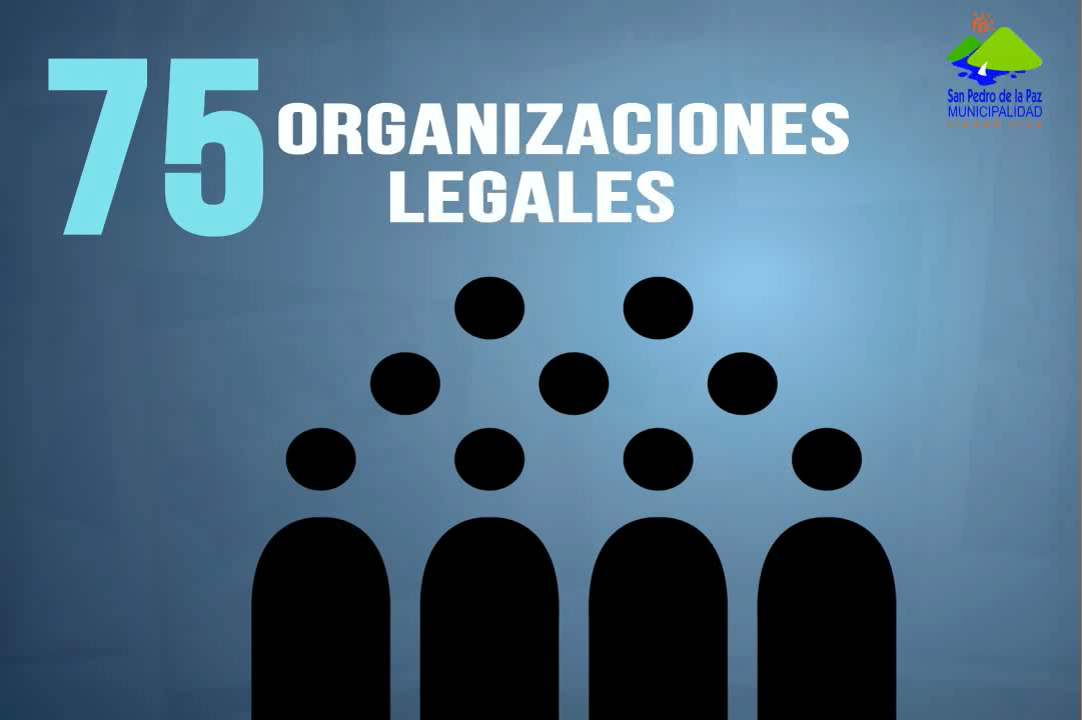 75 ORGANIZACIONES
LEGALES
San Pedro de la Paz
MUNICIPALIDAD